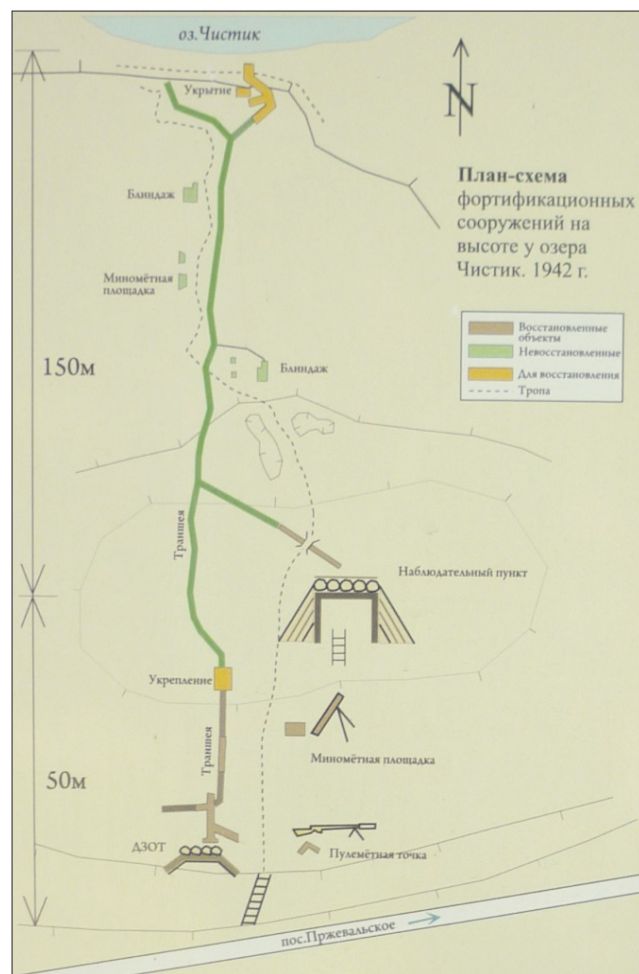 оз.Чистик
Укрытие
N
План-схема
фортификационных
сооружений на
высоте у озера
Чистик. 1942 г.
Блиндаж
Миномётная
площадка
Восстановленные
объекты
Невосстановленные
Для восстановления
Тропа
150м
Блиндаж
Траншея
Наблюдательный пункт
Укрепление
Траншея
Миномётная площадка
50м
ДЗОТ
Пулемётная точка
пос.Пржевальское